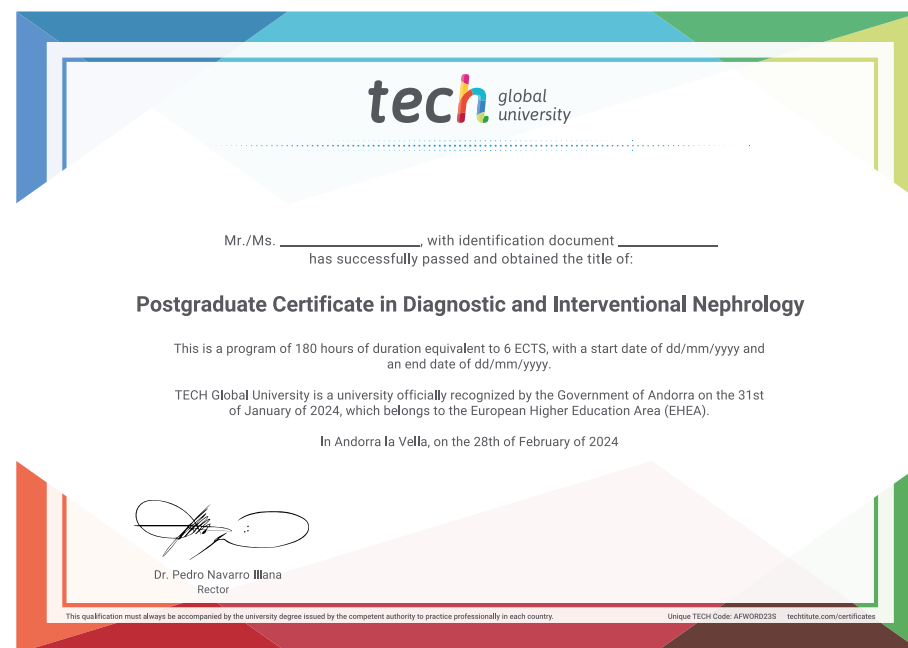 tech global university
Mr./Ms. ____________________, with identification document ______________
has successfully passed and obtained the title of:
Postgraduate Certificate in Diagnostic and Interventional Nephrology
This is a program of 180 hours of duration equivalent to 6 ECTS, with a start date of dd/mm/yyyy and
an end date of dd/mm/yyyy.
TECH Global University is a university officially recognized by the Government of Andorra on the 31st
of January of 2024, which belongs to the European Higher Education Area (EHEA).
In Andorra la Vella, on the 28th of February of 2024
Dr. Pedro Navarro Illana
Rector
This qualification must always be accompanied by the university degree issued by the competent authority to practice professionally in each country. Unique TECH Code: AFWORD23S techtitute.com/certificates